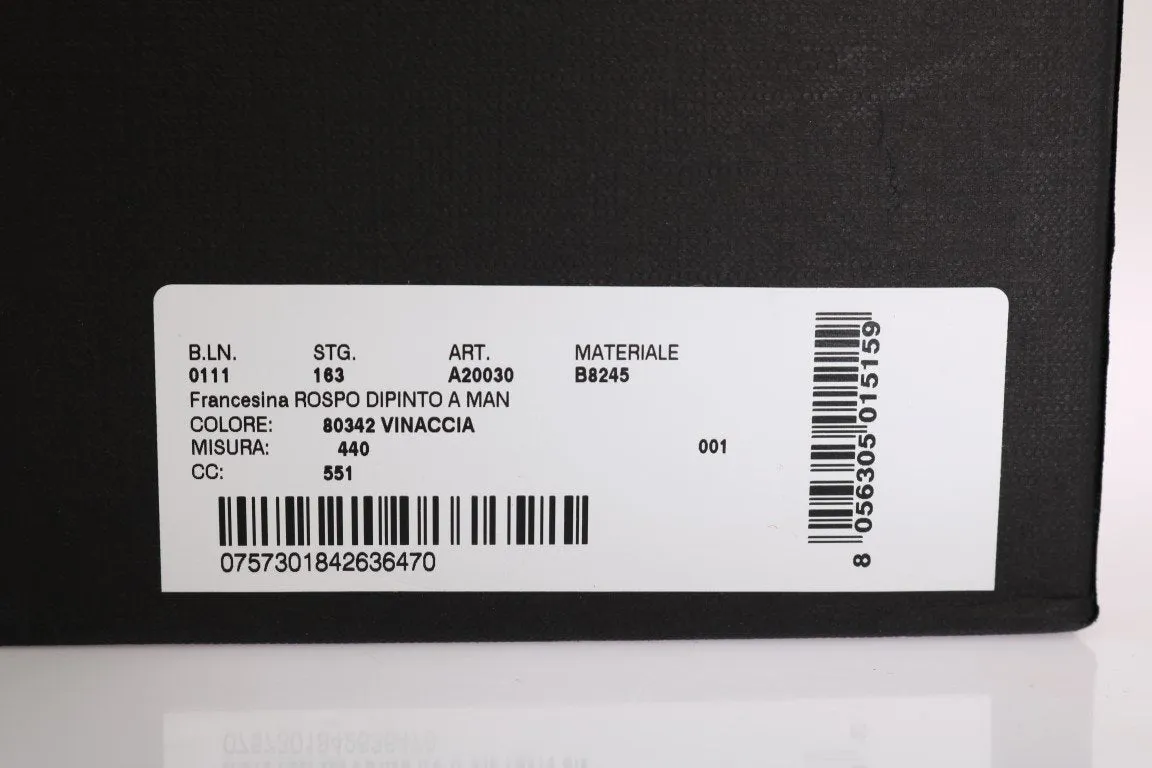 B.LN. STG. ART. MATERIALE
0111 163 A20030 B8245
Francesina ROSPO DIPINTO A MAN
COLORE: 80342 VINACCIA
MISURA: 440 001
CC: 551
0757301842636470
8 056305 015159